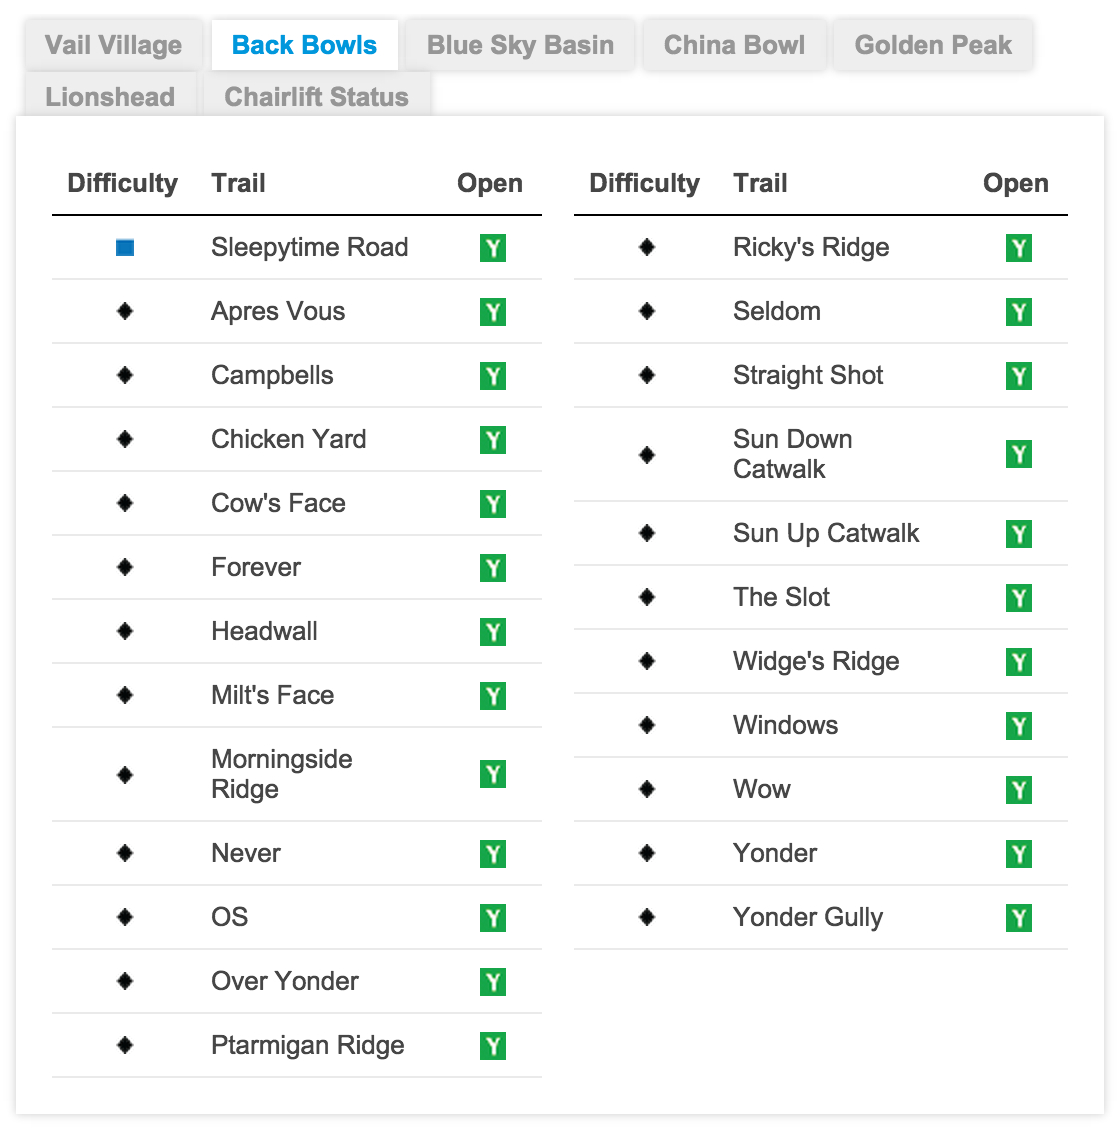 Vail Village Back Bowls Blue Sky Basin China Bowl Golden Peak
Lionshead Chairlift Status
Difficulty Trail Open
Sleepytime Road Y
Apres Vous Y
Campbells Y
Chicken Yard Y
Cow's Face Y
Forever Y
Headwall Y
Milt's Face Y
Morningside
Ridge Y
Never Y
OS Y
Over Yonder Y
Ptarmigan Ridge Y
Difficulty Trail Open
Ricky's Ridge Y
Seldom Y
Straight Shot Y
Sun Down
Catwalk Y
Sun Up Catwalk Y
The Slot Y
Widge's Ridge Y
Windows Y
Wow Y
Yonder Y
Yonder Gully Y